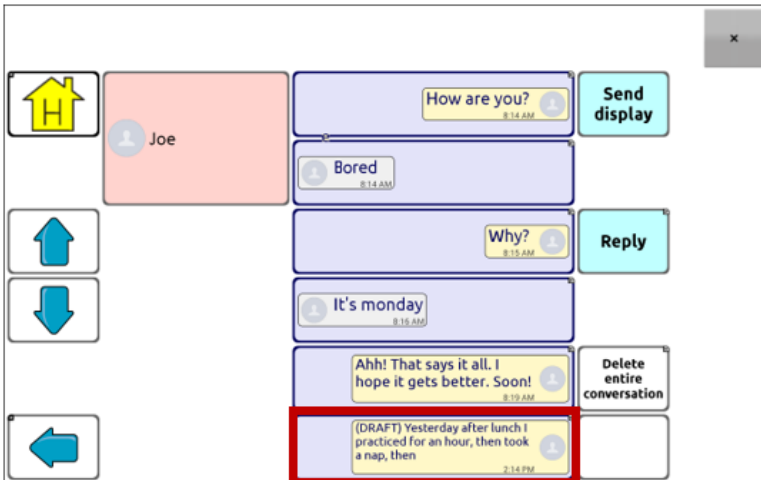 ×
H
Joe
How are you?
8:14 AM
Send
display
Bored
8:14 AM
Why?
8:15 AM
Reply
It's monday
8:16 AM
Ahh! That says it all. I
hope it gets better. Soon!
8:19 AM
Delete
entire
conversation
(DRAFT) Yesterday after lunch I
practiced for an hour, then took
a nap, then
2:14 PM